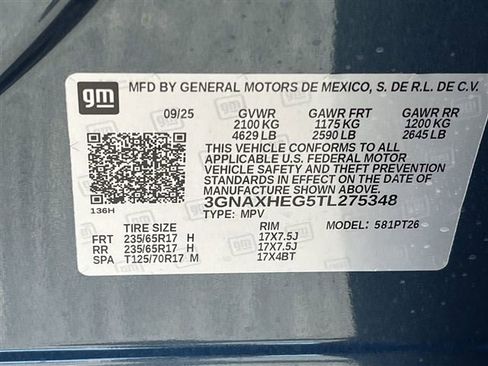 gm
MFD BY GENERAL MOTORS DE MEXICO, S. DE R.L. DE C.V.
09/25 GVWR GAWR FRT GAWR RR
2100 KG 1175 KG 1200 KG
4629 LB 2590 LB 2645 LB
THIS VEHICLE CONFORMS TO ALL
APPLICABLE U.S. FEDERAL MOTOR
VEHICLE SAFETY AND THEFT PREVENTION
STANDARDS IN EFFECT ON THE DATE OF
MANUFACTURE SHOWN ABOVE.
3GNAXHEG5TL275348
136H TYPE: MPV
TIRE SIZE RIM MODEL: 581PT26
FRT 235/65R17 H 17X7.5J
RR 235/65R17 H 17X7.5J
SPA T125/70R17 M 17X4BT